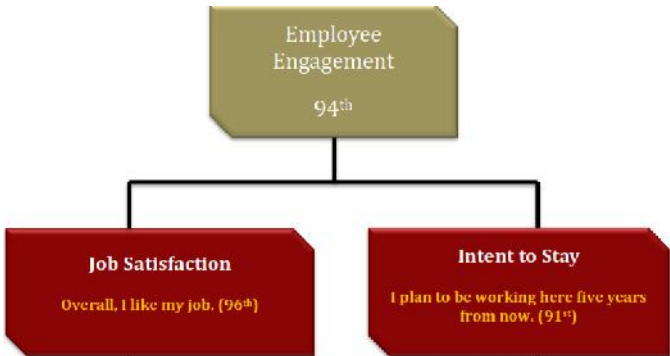 Employee
Engagement
94th
Job Satisfaction
Overall, I like my job. (96th)
Intent to Stay
I plan to be working here five years
from now. (91st)